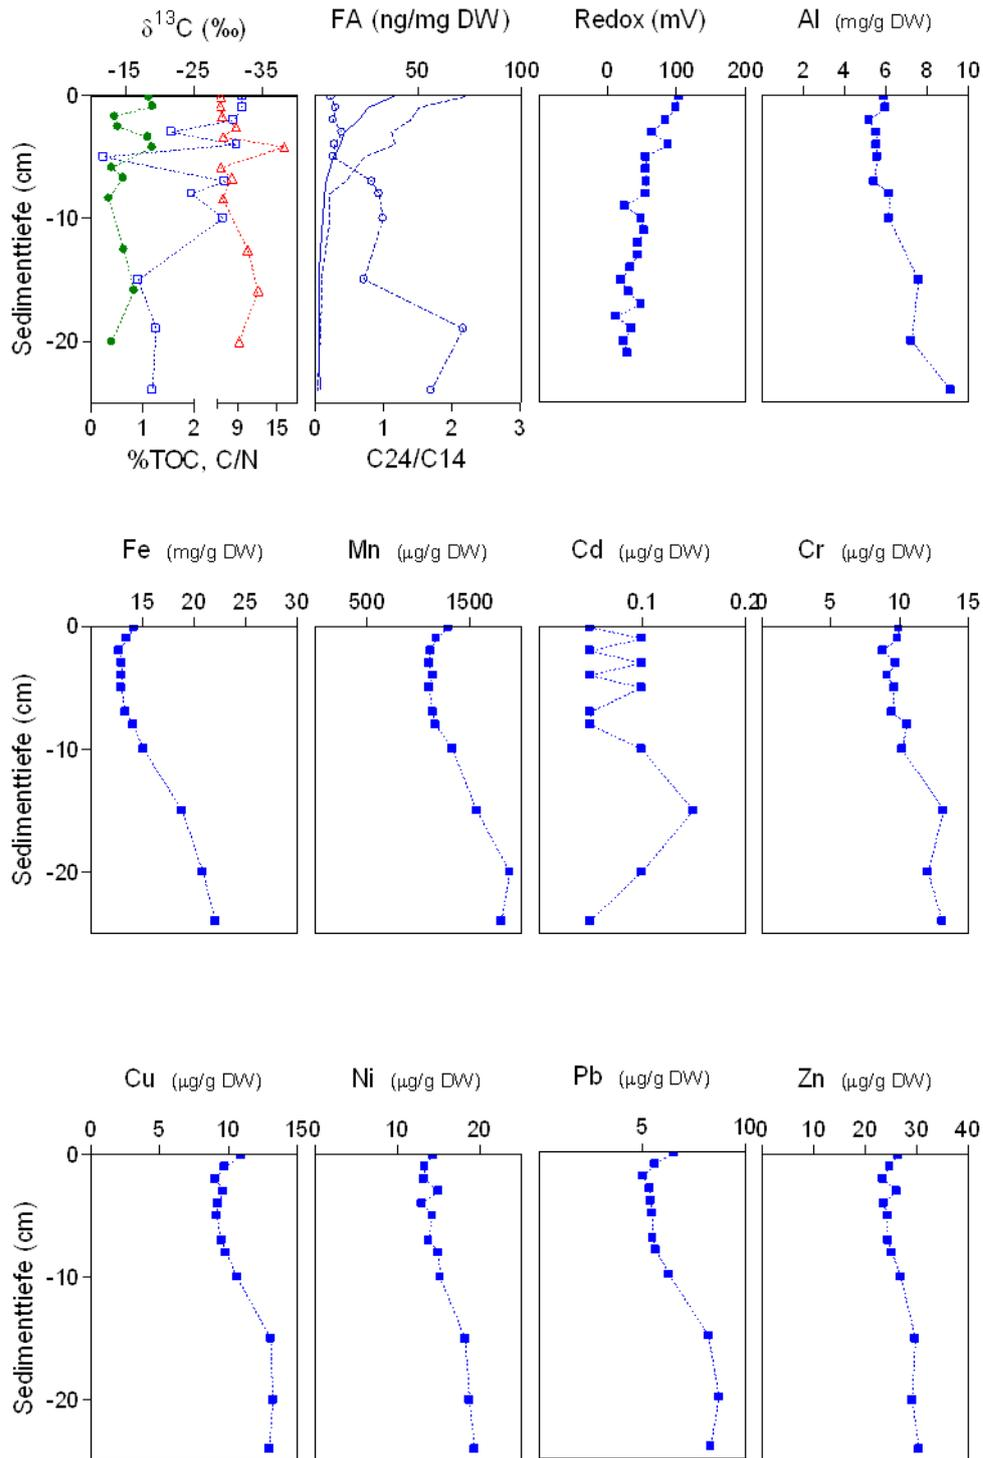 δ13C (‰) FA (ng/mg DW) Redox (mV) Al (mg/g DW)
-15 -25 -35 50 100 0 100 200 2 4 6 8 10
0
-10
-20
Sedimenttiefe (cm)
0 1 2 9 15 0 1 2 3
%TOC, C/N C24/C14
Fe (mg/g DW) Mn (µg/g DW) Cd (µg/g DW) Cr (µg/g DW)
15 20 25 30 500 1500 0.1 0.2 0 5 10 15
0
-10
-20
Sedimenttiefe (cm)
Cu (µg/g DW) Ni (µg/g DW) Pb (µg/g DW) Zn (µg/g DW)
0 5 10 15 0 10 20 5 10 0 10 20 30 40
0
-10
-20
Sedimenttiefe (cm)